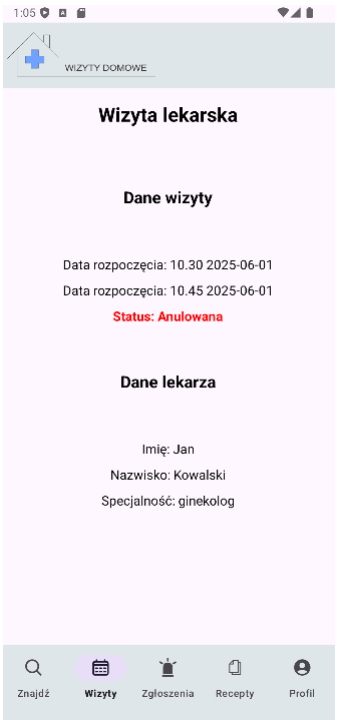 1:05
WIZYTY DOMOWE
Wizyta lekarska
Dane wizyty
Data rozpoczęcia: 10.30 2025-06-01
Data rozpoczęcia: 10.45 2025-06-01
Status: Anulowana
Dane lekarza
Imię: Jan
Nazwisko: Kowalski
Specjalność: ginekolog
Znajdź Wizyty Zgłoszenia Recepty Profil